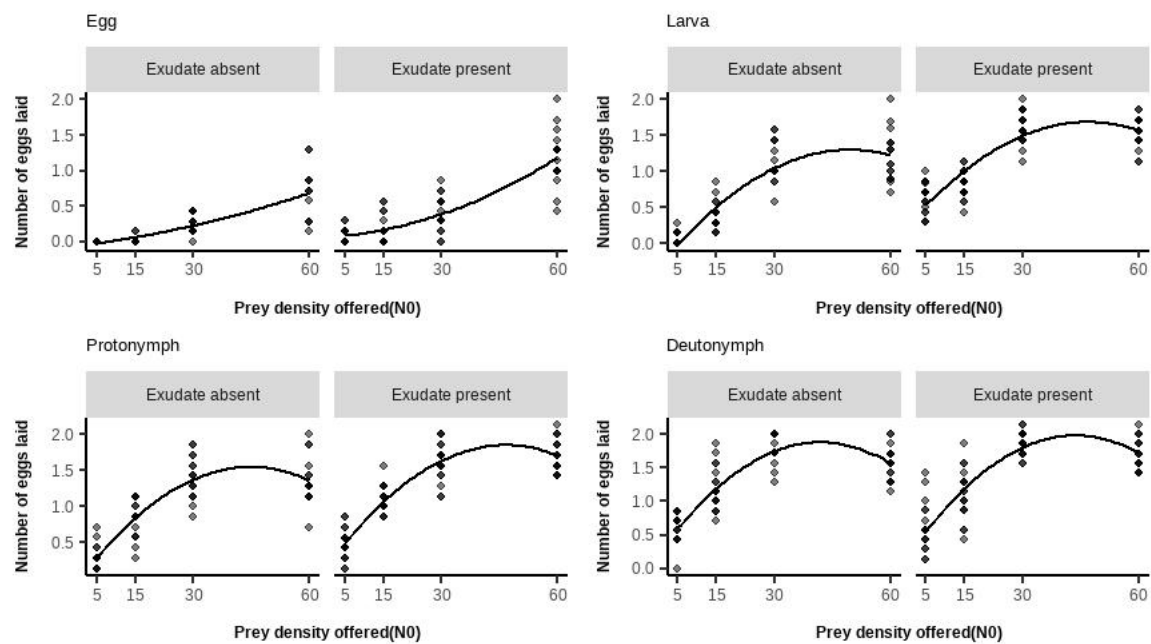 Egg
Larva
Exudate absent
Exudate present
Exudate absent
Exudate present
Number of eggs laid
2.0
1.5
1.0
0.5
0.0
5 15 30 60
5 15 30 60
Prey density offered(N0)
Number of eggs laid
2.0
1.5
1.0
0.5
0.0
5 15 30 60
5 15 30 60
Prey density offered(N0)
Protonymph
Deutonymph
Exudate absent
Exudate present
Exudate absent
Exudate present
Number of eggs laid
2.0
1.5
1.0
0.5
5 15 30 60
5 15 30 60
Prey density offered(N0)
Number of eggs laid
2.0
1.5
1.0
0.5
0.0
5 15 30 60
5 15 30 60
Prey density offered(N0)